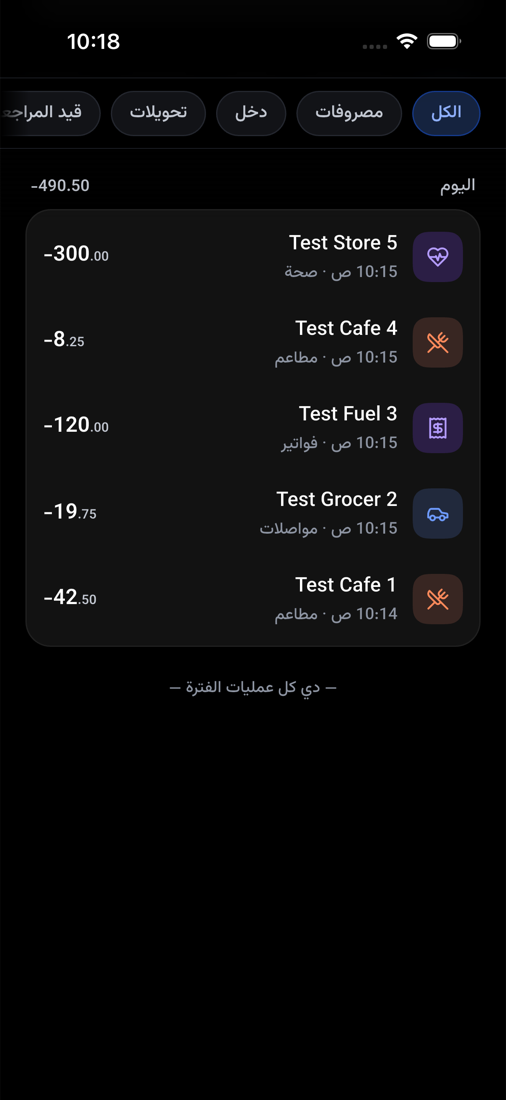 10:18
الكل
مصروفات
دخل
تحويلات
قيد المراجع
اليوم
-490.50
Test Store 5
10:15 ص · صحة
-300.00
Test Cafe 4
10:15 ص · مطاعم
-8.25
Test Fuel 3
10:15 ص · فواتير
-120.00
Test Grocer 2
10:15 ص · مواصلات
-19.75
Test Cafe 1
10:14 ص · مطاعم
-42.50
— دي كل عمليات الفترة —